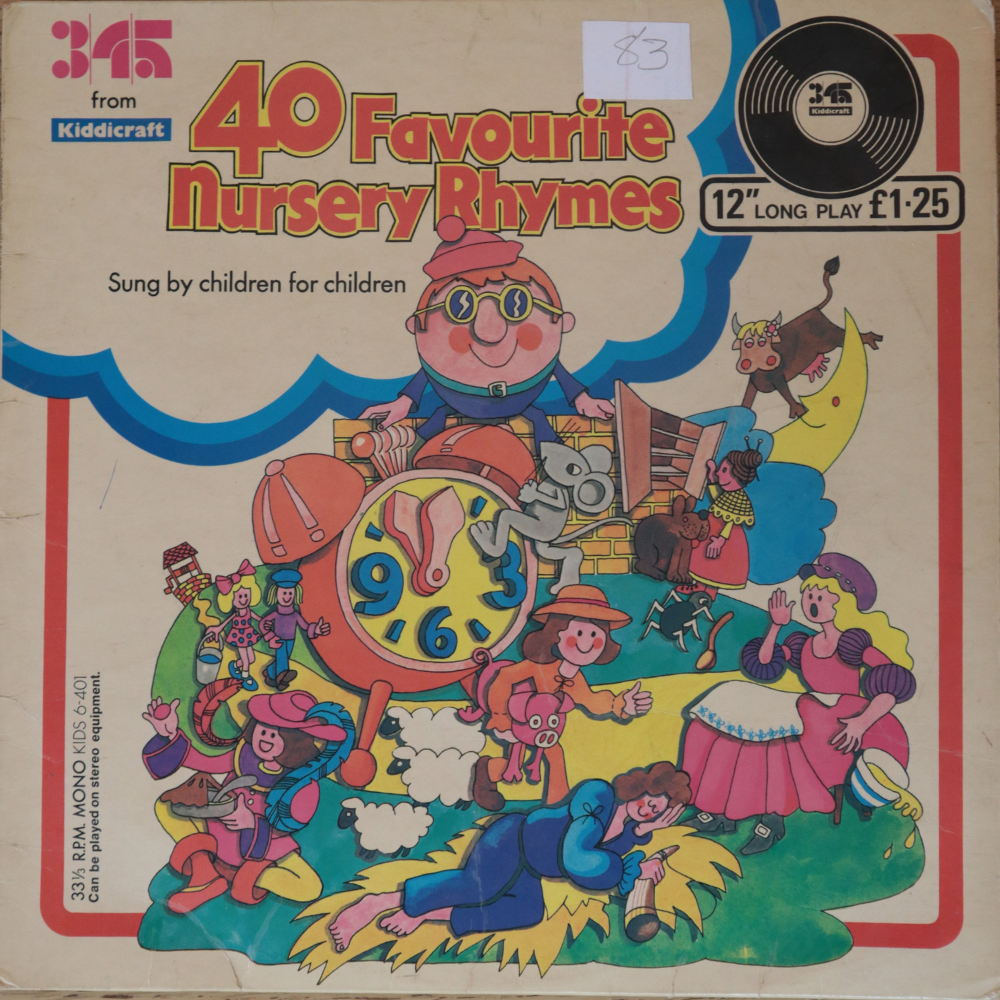 345
from
Kiddicraft
83
40 Favourite
Nursery Rhymes
Sung by children for children
345
Kiddicraft
12" LONG PLAY £1·25
9 3
6
33⅓ R.P.M. MONO KIDS 6-401
Can be played on stereo equipment.